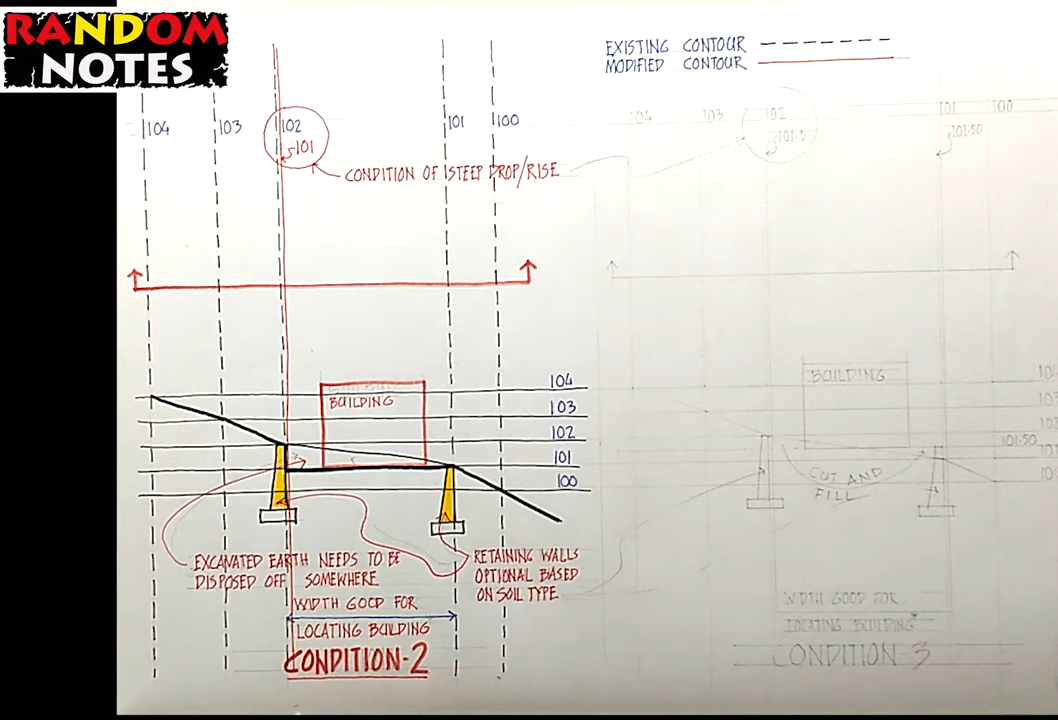 RANDOM
NOTES
EXISTING CONTOUR
MODIFIED CONTOUR
104
103
102
101
100
101
CONDITION OF STEEP DROP/RISE
104
103
102
101
100
101-5
101-50
BUILDING
104
103
102
101
100
EXCAVATED EARTH NEEDS TO BE
DISPOSED OFF SOMEWHERE
RETAINING WALLS
OPTIONAL BASED
ON SOIL TYPE
WIDTH GOOD FOR
LOCATING BUILDING
CONDITION-2
BUILDING
101-50
CUT AND
FILL
WIDTH GOOD FOR
LOCATING BUILDING
CONDITION-3